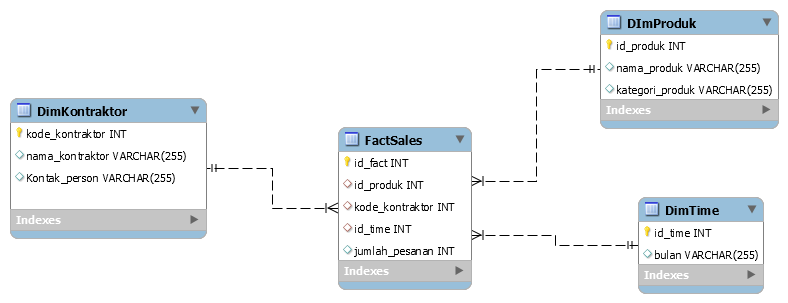 DimKontraktor
kode_kontraktor INT
nama_kontraktor VARCHAR(255)
Kontak_person VARCHAR(255)
Indexes
FactSales
id_fact INT
id_produk INT
kode_kontraktor INT
id_time INT
jumlah_pesanan INT
Indexes
DImProduk
id_produk INT
nama_produk VARCHAR(255)
kategori_produk VARCHAR(255)
Indexes
DimTime
id_time INT
bulan VARCHAR(255)
Indexes